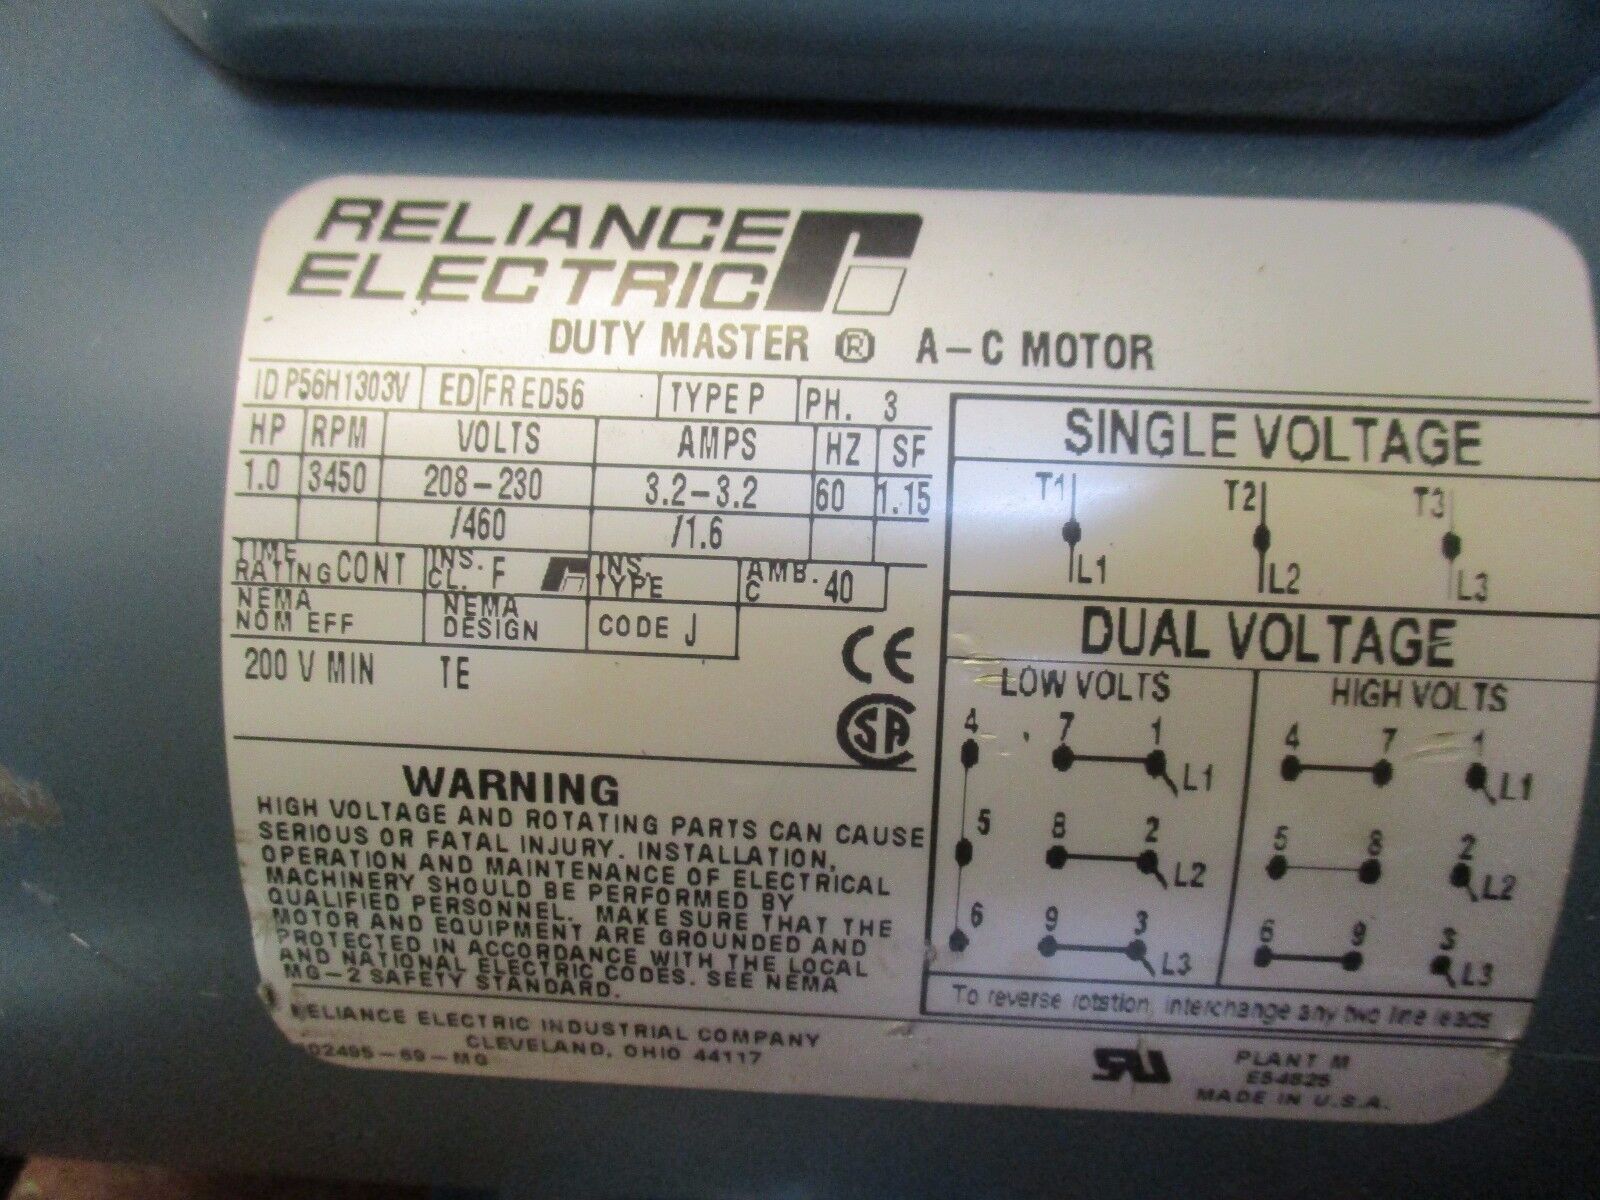 RELIANCE
ELECTRIC
DUTY MASTER ® A-C MOTOR
ID P56H1303V ED FR ED56 TYPE P PH. 3
HP RPM VOLTS AMPS HZ SF
1.0 3450 208-230 3.2-3.2 60 1.15
/460 /1.6
TIME RATING CONT INS. CL. F INS. TYPE AMB. C 40
NEMA NOM EFF NEMA DESIGN CODE J
200 V MIN TE
CE
SA
WARNING
HIGH VOLTAGE AND ROTATING PARTS CAN CAUSE
SERIOUS OR FATAL INJURY. INSTALLATION,
OPERATION AND MAINTENANCE OF ELECTRICAL
MACHINERY SHOULD BE PERFORMED BY
QUALIFIED PERSONNEL. MAKE SURE THAT THE
MOTOR AND EQUIPMENT ARE GROUNDED AND
PROTECTED IN ACCORDANCE WITH THE LOCAL
AND NATIONAL ELECTRIC CODES. SEE NEMA
MG-2 SAFETY STANDARD.
RELIANCE ELECTRIC INDUSTRIAL COMPANY
CLEVELAND, OHIO 44117
02495-69-MG
SINGLE VOLTAGE
T1 T2 T3
L1 L2 L3
DUAL VOLTAGE
LOW VOLTS HIGH VOLTS
4 7 1 L1 4 7 1 L1
5 8 2 L2 5 8 2 L2
6 9 3 L3 6 9 3 L3
To reverse rotation, interchange any two line leads
PLANT M
E54825
MADE IN U.S.A.